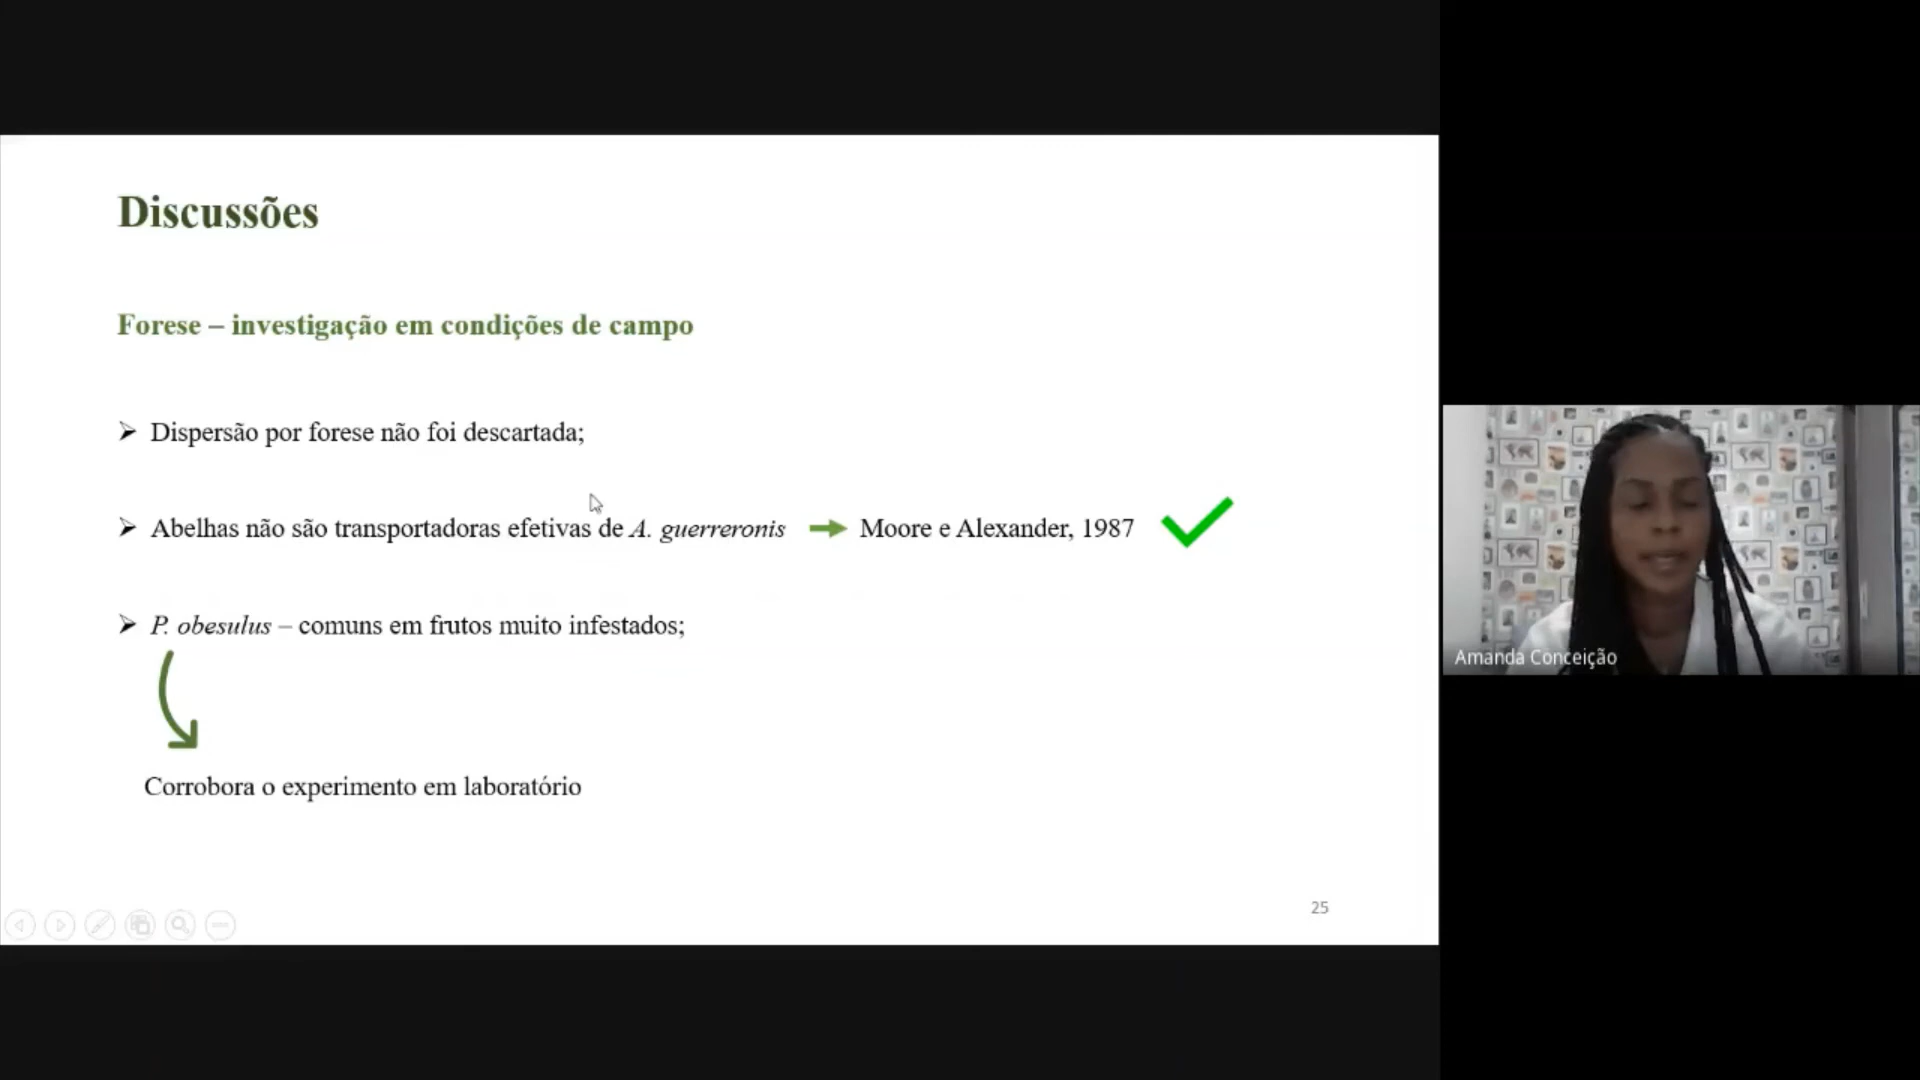 Discussões
Forese – investigação em condições de campo
Dispersão por forese não foi descartada;
Abelhas não são transportadoras efetivas de A. guerreronis Moore e Alexander, 1987
P. obesulus – comuns em frutos muito infestados;
Corrobora o experimento em laboratório
25
Amanda Conceição